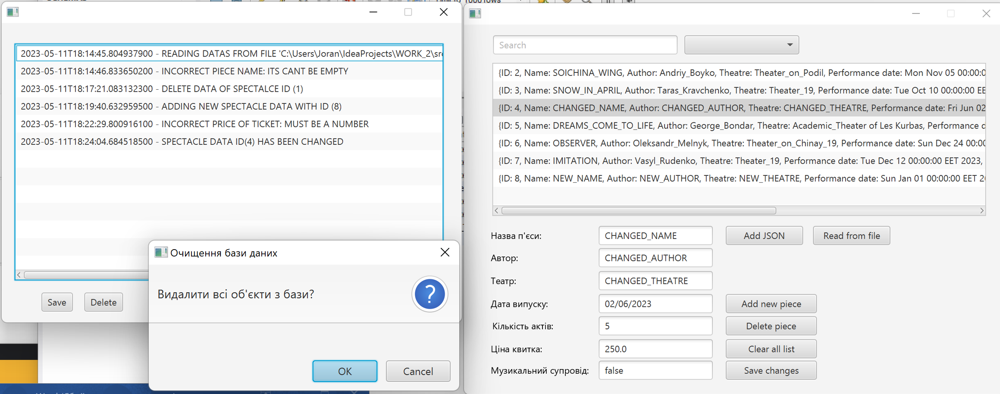 2023-05-11T18:14:45.804937900 - READING DATAS FROM FILE 'C:\Users\Joran\IdeaProjects\WORK_2\src
2023-05-11T18:14:46.833650200 - INCORRECT PIECE NAME: ITS CANT BE EMPTY
2023-05-11T18:17:21.083132300 - DELETE DATA OF SPECTALCE ID (1)
2023-05-11T18:19:40.632959500 - ADDING NEW SPECTACLE DATA WITH ID (8)
2023-05-11T18:22:29.800916100 - INCORRECT PRICE OF TICKET: MUST BE A NUMBER
2023-05-11T18:24:04.684518500 - SPECTACLE DATA ID(4) HAS BEEN CHANGED
Save
Delete
Очищення бази даних
Видалити всі об'єкти з бази?
?
OK
Cancel
Search
{ID: 2, Name: SOICHINA_WING, Author: Andriy_Boyko, Theatre: Theater_on_Podil, Performance date: Mon Nov 05 00:00:0
{ID: 3, Name: SNOW_IN_APRIL, Author: Taras_Kravchenko, Theatre: Theater_19, Performance date: Tue Oct 10 00:00:00 EE
{ID: 4, Name: CHANGED_NAME, Author: CHANGED_AUTHOR, Theatre: CHANGED_THEATRE, Performance date: Fri Jun 02
{ID: 5, Name: DREAMS_COME_TO_LIFE, Author: George_Bondar, Theatre: Academic_Theater of Les Kurbas, Performance d
{ID: 6, Name: OBSERVER, Author: Oleksandr_Melnyk, Theatre: Theater_on_Chinay_19, Performance date: Sun Dec 24 00:00
{ID: 7, Name: IMITATION, Author: Vasyl_Rudenko, Theatre: Theater_19, Performance date: Tue Dec 12 00:00:00 EET 2023,
{ID: 8, Name: NEW_NAME, Author: NEW_AUTHOR, Theatre: NEW_THEATRE, Performance date: Sun Jan 01 00:00:00 EET 20
Назва п'єси: CHANGED_NAME Add JSON Read from file
Автор: CHANGED_AUTHOR
Театр: CHANGED_THEATRE
Дата випуску: 02/06/2023 Add new piece
Кількість актів: 5 Delete piece
Ціна квитка: 250.0 Clear all list
Музикальний супровід: false Save changes